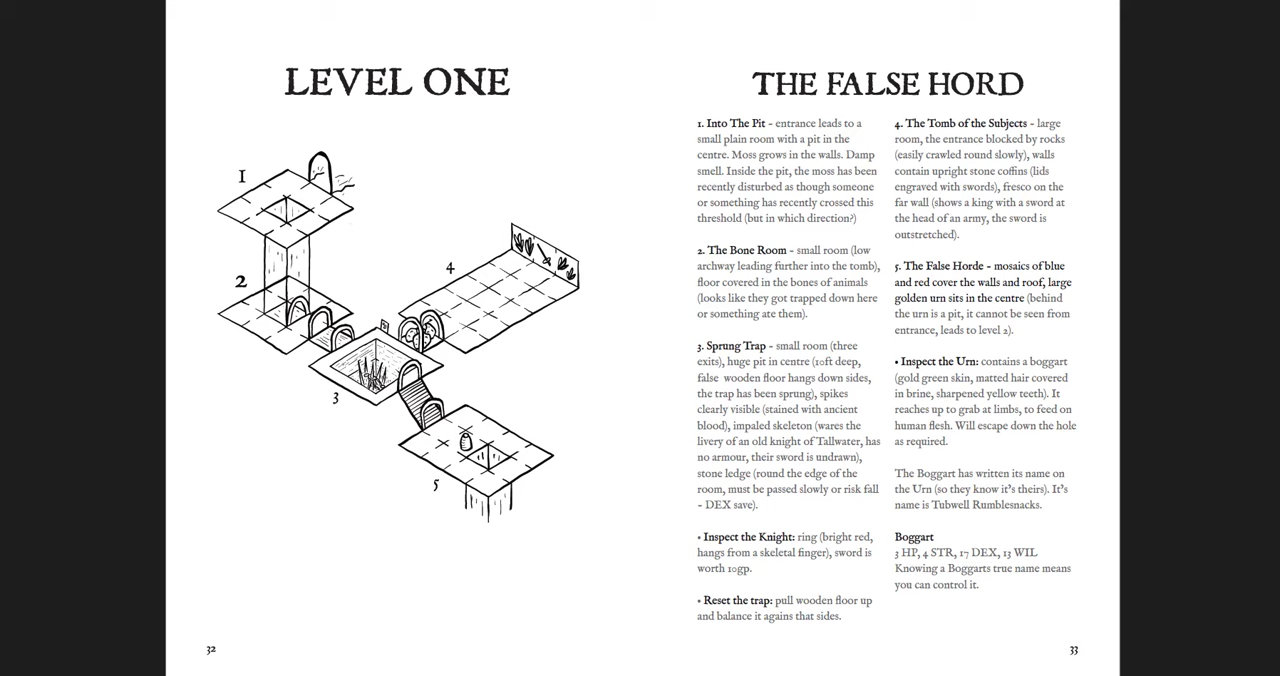 LEVEL ONE
1
2
3
4
5
32
THE FALSE HORD
1. Into The Pit - entrance leads to a
small plain room with a pit in the
centre. Moss grows in the walls. Damp
smell. Inside the pit, the moss has been
recently disturbed as though someone
or something has recently crossed this
threshold (but in which direction?)
2. The Bone Room - small room (low
archway leading further into the tomb),
floor covered in the bones of animals
(looks like they got trapped down here
or something ate them).
3. Sprung Trap - small room (three
exits), huge pit in centre (10ft deep,
false wooden floor hangs down sides,
the trap has been sprung), spikes
clearly visible (stained with ancient
blood), impaled skeleton (wares the
livery of an old knight of Tallwater, has
no armour, their sword is undrawn),
stone ledge (round the edge of the
room, must be passed slowly or risk fall
- DEX save).
• Inspect the Knight: ring (bright red,
hangs from a skeletal finger), sword is
worth 10gp.
• Reset the trap: pull wooden floor up
and balance it agains that sides.
4. The Tomb of the Subjects - large
room, the entrance blocked by rocks
(easily crawled round slowly), walls
contain upright stone coffins (lids
engraved with swords), fresco on the
far wall (shows a king with a sword at
the head of an army, the sword is
outstretched).
5. The False Horde - mosaics of blue
and red cover the walls and roof, large
golden urn sits in the centre (behind
the urn is a pit, it cannot be seen from
entrance, leads to level 2).
• Inspect the Urn: contains a boggart
(gold green skin, matted hair covered
in brine, sharpened yellow teeth). It
reaches up to grab at limbs, to feed on
human flesh. Will escape down the hole
as required.
The Boggart has written its name on
the Urn (so they know it's theirs). It's
name is Tubwell Rumblesnacks.
Boggart
3 HP, 4 STR, 17 DEX, 13 WIL
Knowing a Boggarts true name means
you can control it.
33